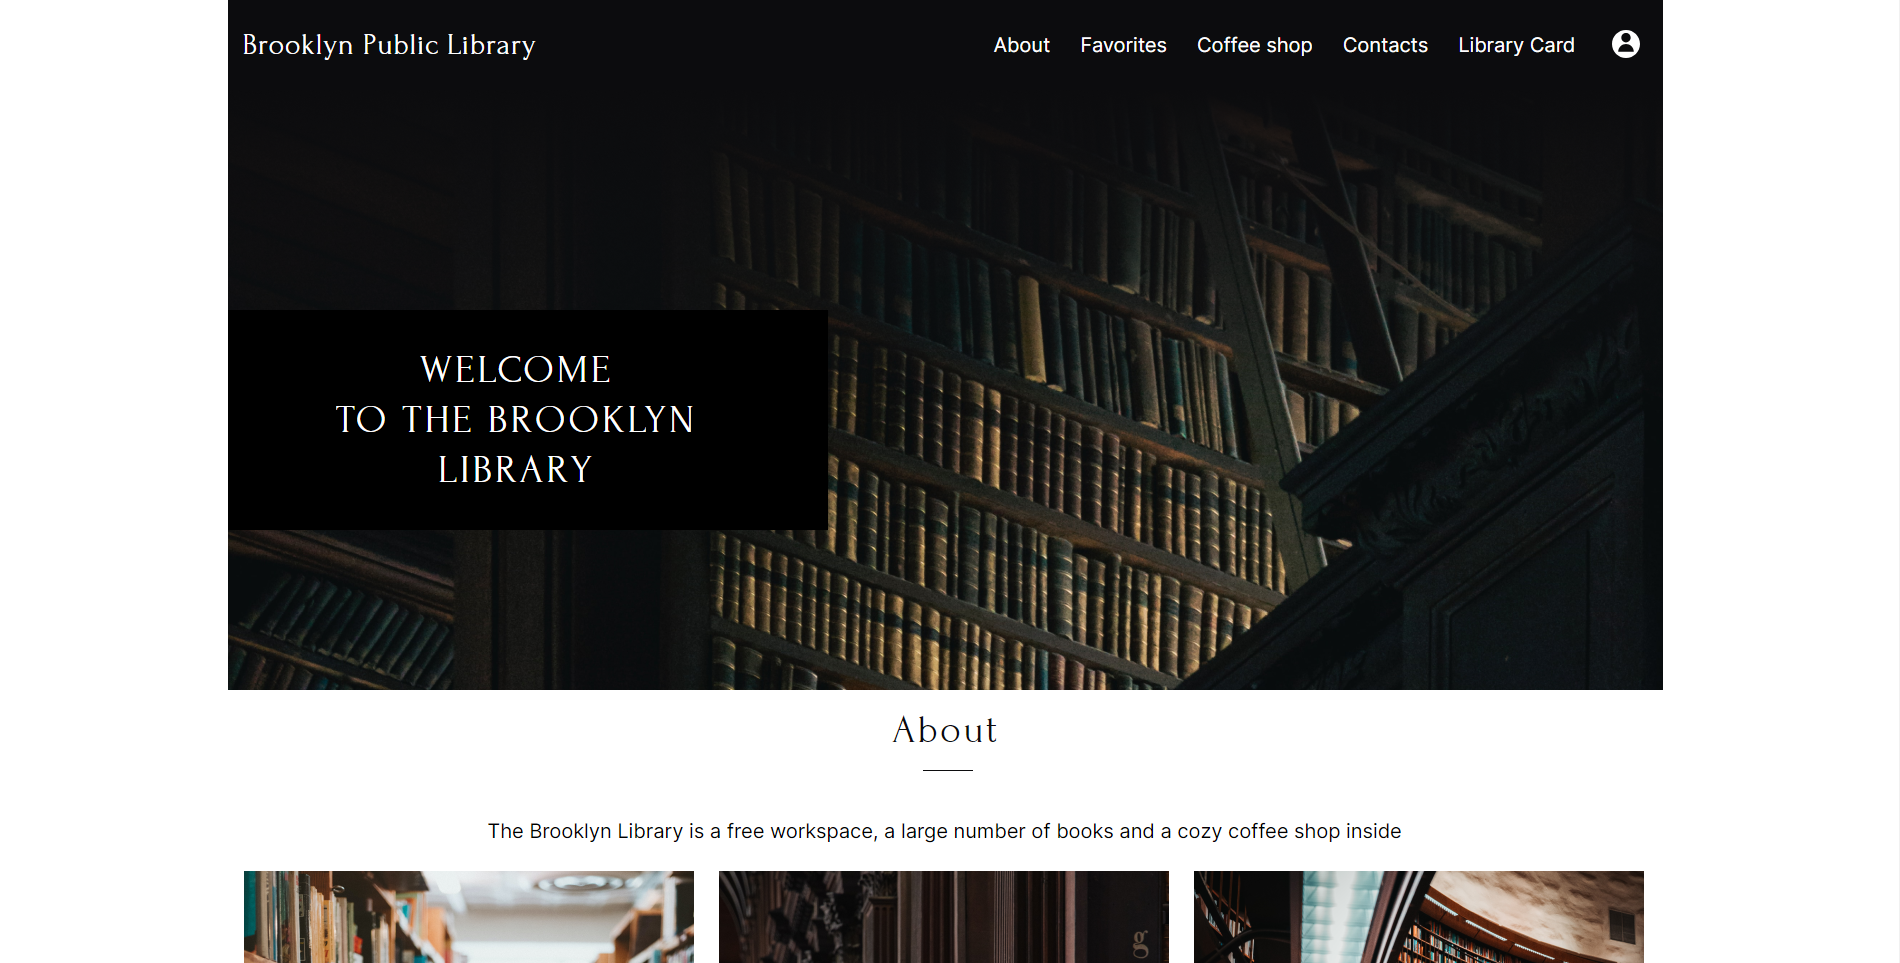 Brooklyn Public Library
About Favorites Coffee shop Contacts Library Card
WELCOME
TO THE BROOKLYN
LIBRARY
About
The Brooklyn Library is a free workspace, a large number of books and a cozy coffee shop inside
g